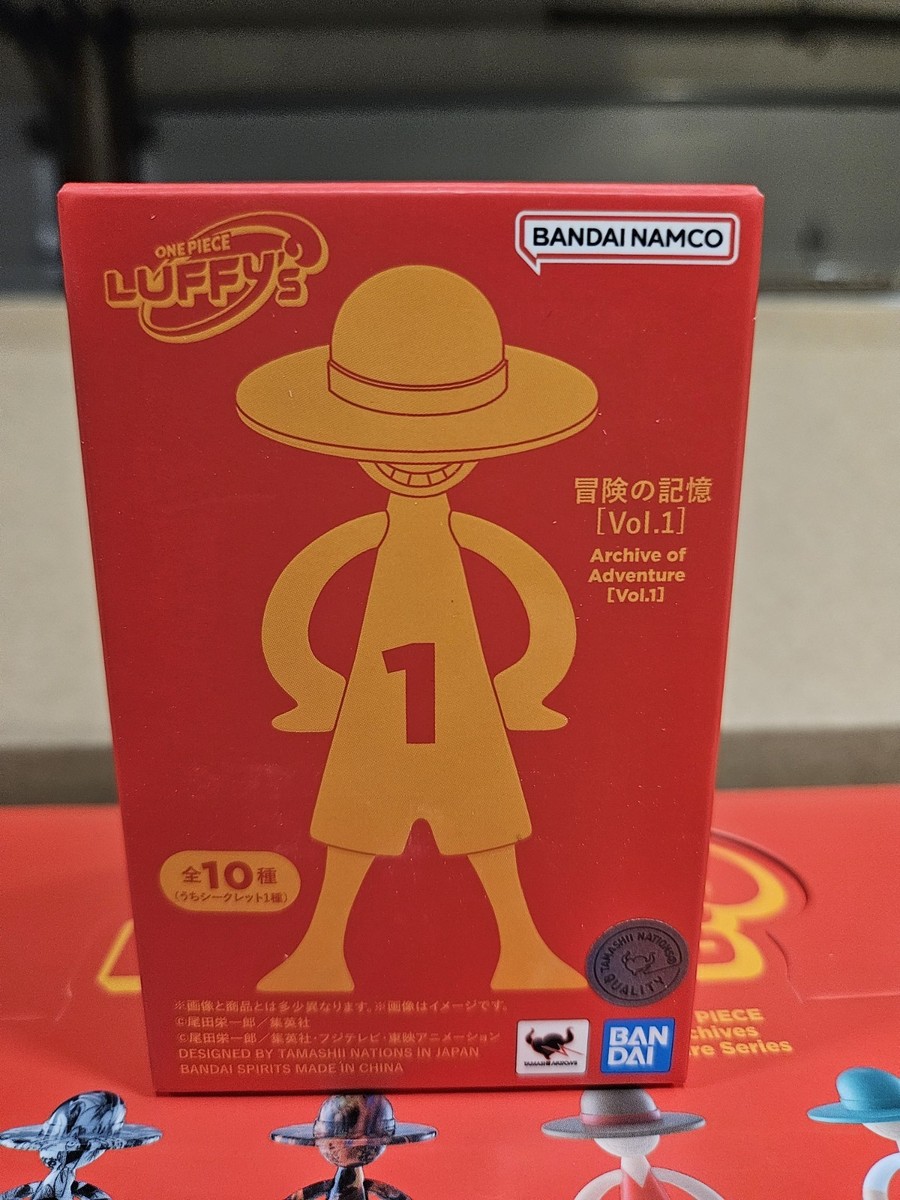 ONE PIECE
LUFFY's
BANDAI NAMCO
冒険の記憶
[Vol.1]
Archive of
Adventure
[Vol.1]
1
全10種
(うちシークレット1種)
TAMASHII NATIONS
QUALITY
※画像と商品とは多少異なります。※画像はイメージです。
©尾田栄一郎/集英社
©尾田栄一郎/集英社・フジテレビ・東映アニメーション
DESIGNED BY TAMASHII NATIONS IN JAPAN
BANDAI SPIRITS MADE IN CHINA
TAMASHII NATIONS
BAN
DAI
PIECE
chives
re Series